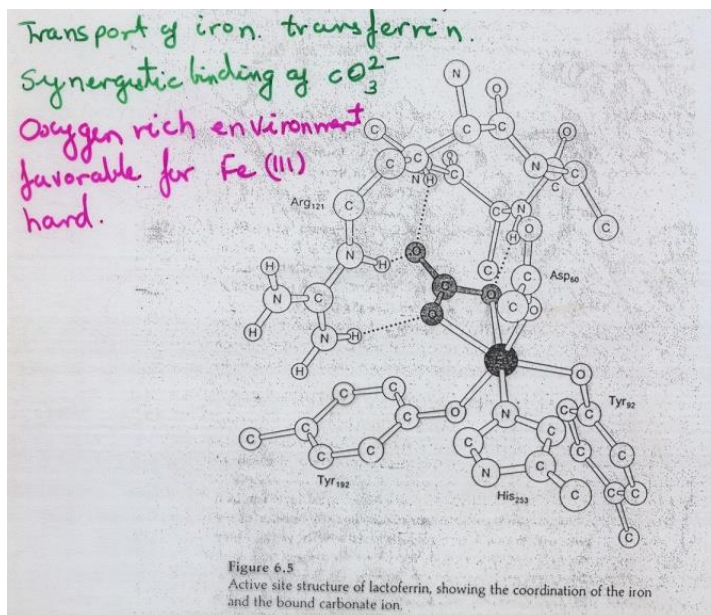 Transport of iron. transferrin.
Synergetic binding of CO₃²⁻
Oxygen rich environment
favorable for Fe (III)
hard.
N
O
C
C
C
C
C
N
O
C
C
N
H
C
Arg₁₂₁
C
C
N
O
C
H
N
H
O
C
Asp₆₀
H
C
O
C
N
C
O
O
H
N
H
H
O
N
O
C
C
C
Tyr₉₂
C
C
C
C
C
C
N
C
C
C
C
C
C
Tyr₁₉₂
N
C
C
C
His₂₅₃
C
Figure 6.5
Active site structure of lactoferrin, showing the coordination of the iron
and the bound carbonate ion.